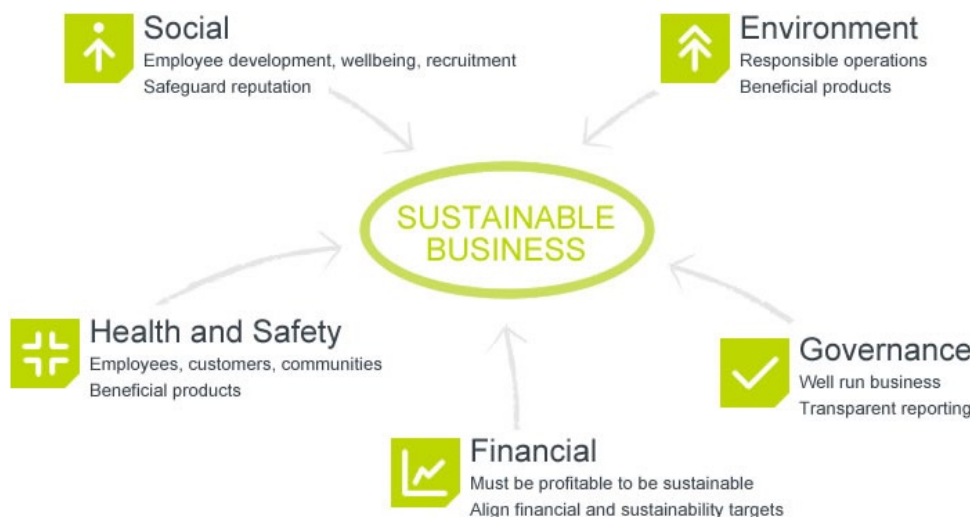 Social
Employee development, wellbeing, recruitment
Safeguard reputation
Environment
Responsible operations
Beneficial products
SUSTAINABLE
BUSINESS
Health and Safety
Employees, customers, communities
Beneficial products
Governance
Well run business
Transparent reporting
Financial
Must be profitable to be sustainable
Align financial and sustainability targets